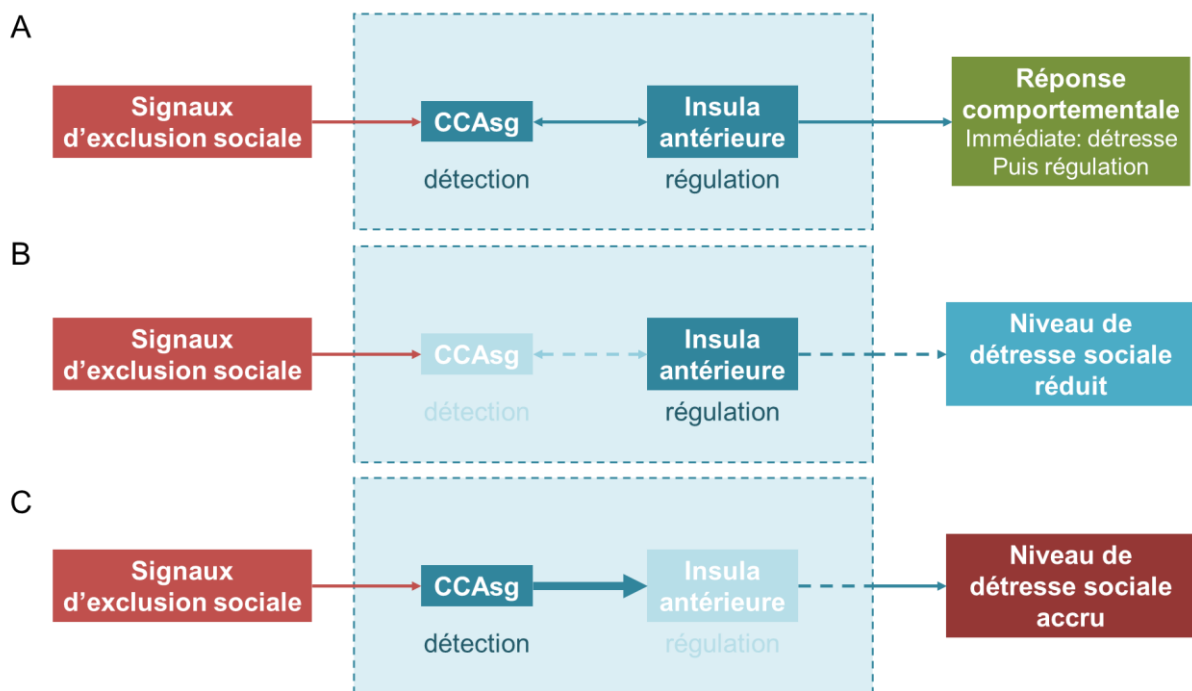 A
Signaux
d'exclusion sociale
CCAsg
détection
Insula
antérieure
régulation
Réponse
comportementale
Immédiate: détresse
Puis régulation
B
Signaux
d'exclusion sociale
CCAsg
détection
Insula
antérieure
régulation
Niveau de
détresse sociale
réduit
C
Signaux
d'exclusion sociale
CCAsg
détection
Insula
antérieure
régulation
Niveau de
détresse sociale
accru